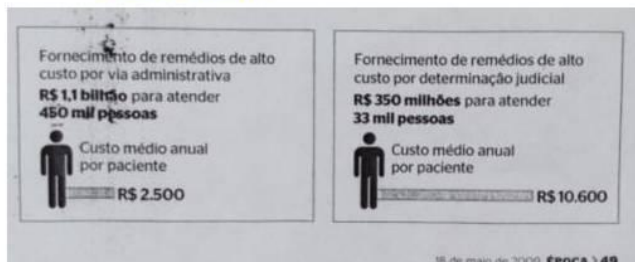 Fornecimento de remédios de alto
custo por via administrativa
R$ 1,1 bilhão para atender
450 mil pessoas
Custo médio anual
por paciente
R$ 2.500
Fornecimento de remédios de alto
custo por determinação judicial
R$ 350 milhões para atender
33 mil pessoas
Custo médio anual
por paciente
R$ 10.600
de maio de ÉPOCA 49